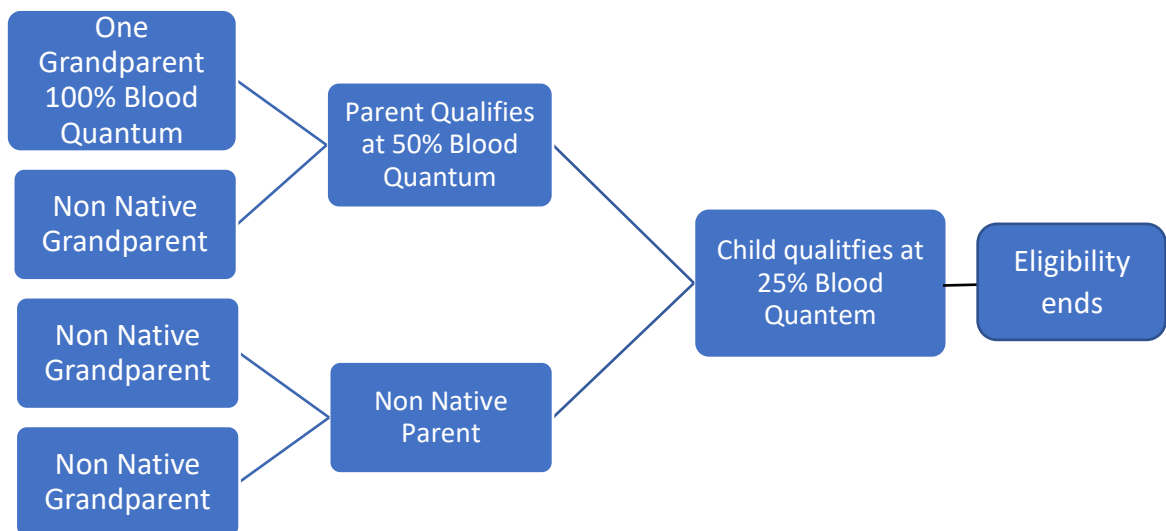 One
Grandparent
100% Blood
Quantum
Non Native
Grandparent
Non Native
Grandparent
Non Native
Grandparent
Parent Qualifies
at 50% Blood
Quantum
Non Native
Parent
Child qualitfies at
25% Blood
Quantem
Eligibility
ends